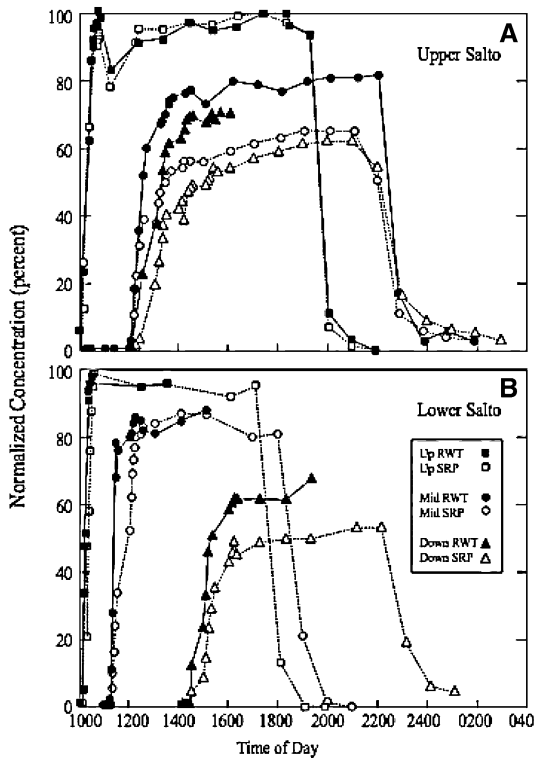 A
Upper Salto
100
80
60
40
20
0
Normalized Concentration (percent)
B
Lower Salto
100
80
60
40
20
0
Up RWT
Up SRP
Mid RWT
Mid SRP
Down RWT
Down SRP
1000 1200 1400 1600 1800 2000 2200 2400 0200 040
Time of Day